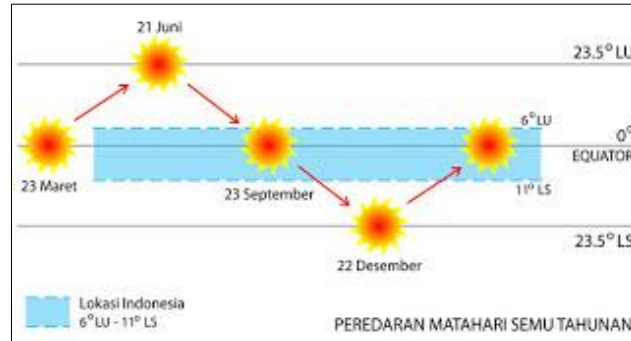 21 Juni
23.5° LU
6° LU
0°
EQUATOR
23 Maret
23 September
11° LS
23.5° LS
22 Desember
Lokasi Indonesia
6° LU - 11° LS
PEREDARAN MATAHARI SEMU TAHUNAN